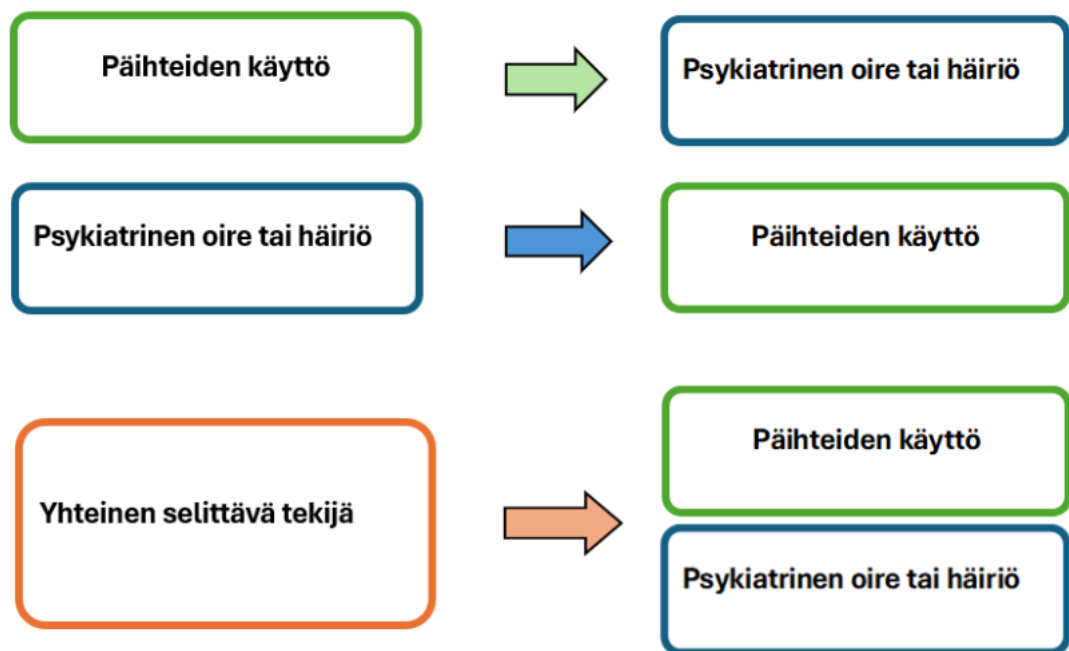 Päihteiden käyttö
Psykiatrinen oire tai häiriö
Psykiatrinen oire tai häiriö
Päihteiden käyttö
Yhteinen selittävä tekijä
Päihteiden käyttö
Psykiatrinen oire tai häiriö